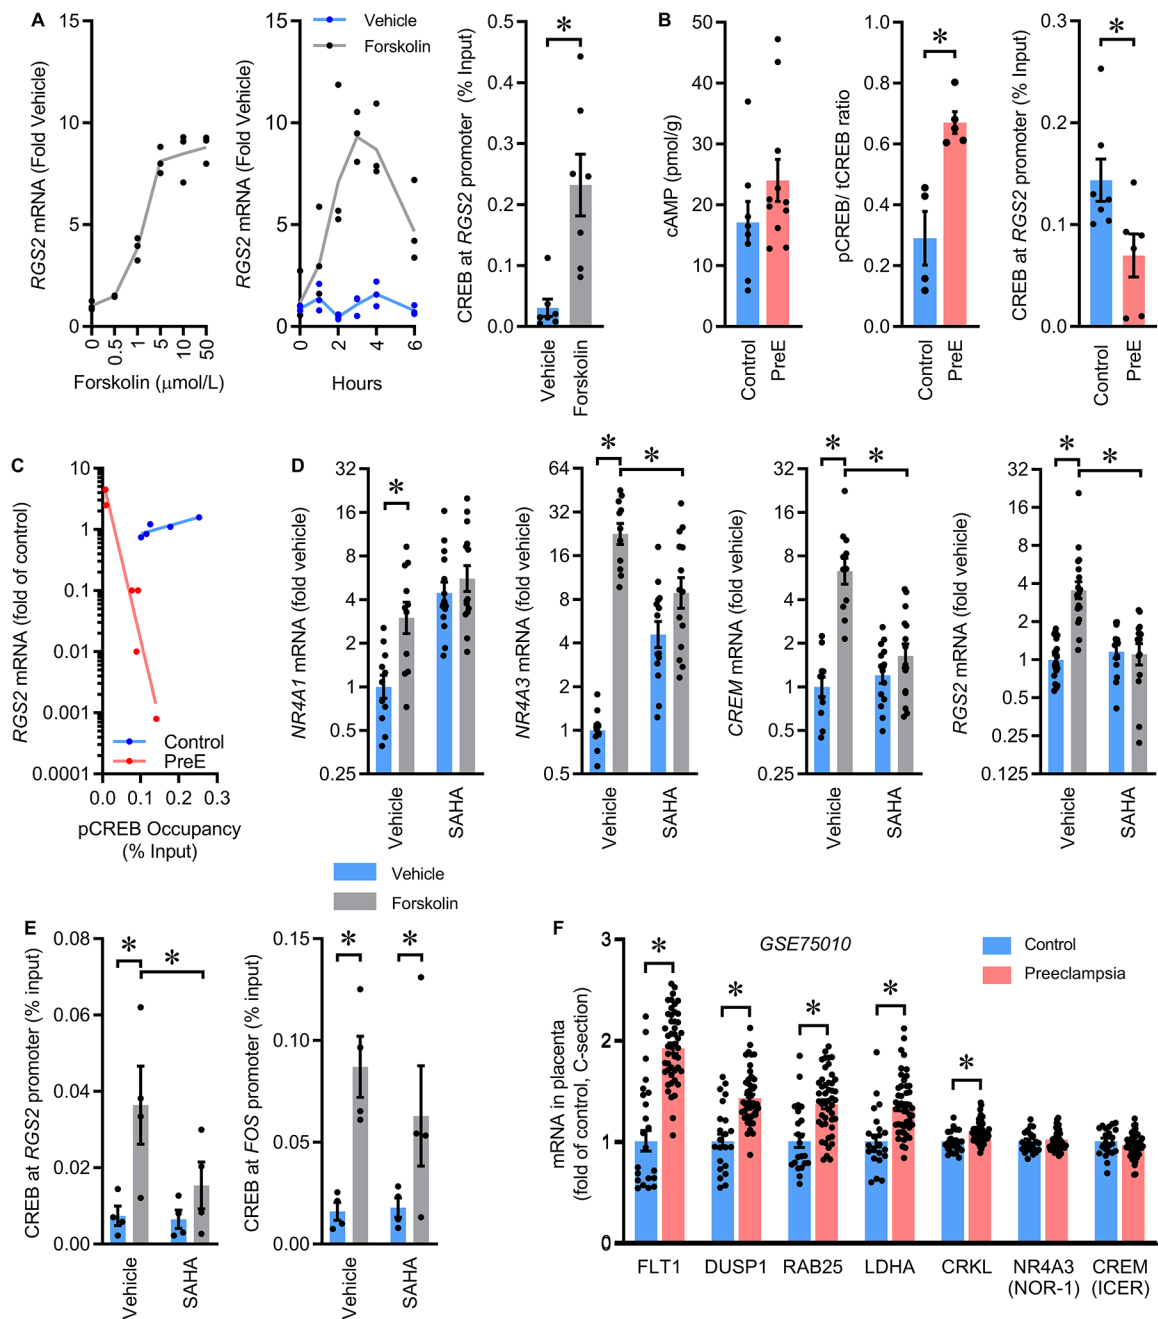 A
RGS2 mRNA (Fold Vehicle)
15
10
5
0
0
0.5
1
5
10
50
Forskolin (μmol/L)
Vehicle
Forskolin
RGS2 mRNA (Fold Vehicle)
15
10
5
0
0
2
4
6
Hours
CREB at RGS2 promoter (% Input)
0.5
0.4
0.3
0.2
0.1
0.0
*
Vehicle
Forskolin
B
cAMP (pmol/g)
50
40
30
20
10
0
Control
PreE
pCREB/ tCREB ratio
1.0
0.8
0.6
0.4
0.2
0.0
*
Control
PreE
CREB at RGS2 promoter (% Input)
0.3
0.2
0.1
0.0
*
Control
PreE
C
RGS2 mRNA (fold of control)
10
1
0.1
0.01
0.001
0.0001
Control
PreE
0.0
0.1
0.2
0.3
pCREB Occupancy
(% Input)
D
NR4A1 mRNA (fold vehicle)
32
16
8
4
2
1
0.5
0.25
*
Vehicle
SAHA
NR4A3 mRNA (fold vehicle)
64
32
16
8
4
2
1
0.5
*
*
Vehicle
SAHA
CREM mRNA (fold vehicle)
32
16
8
4
2
1
0.5
0.25
*
*
Vehicle
SAHA
RGS2 mRNA (fold vehicle)
32
16
8
4
2
1
0.5
0.25
0.125
*
*
Vehicle
SAHA
Vehicle
Forskolin
E
CREB at RGS2 promoter (% input)
0.08
0.06
0.04
0.02
0.00
*
*
Vehicle
SAHA
CREB at FOS promoter (% input)
0.15
0.10
0.05
0.00
*
*
Vehicle
SAHA
F
GSE75010
Control
Preeclampsia
mRNA in placenta
(fold of control, C-section)
3
2
1
0
*
*
*
*
*
FLT1
DUSP1
RAB25
LDHA
CRKL
NR4A3
(NOR-1)
CREM
(ICER)